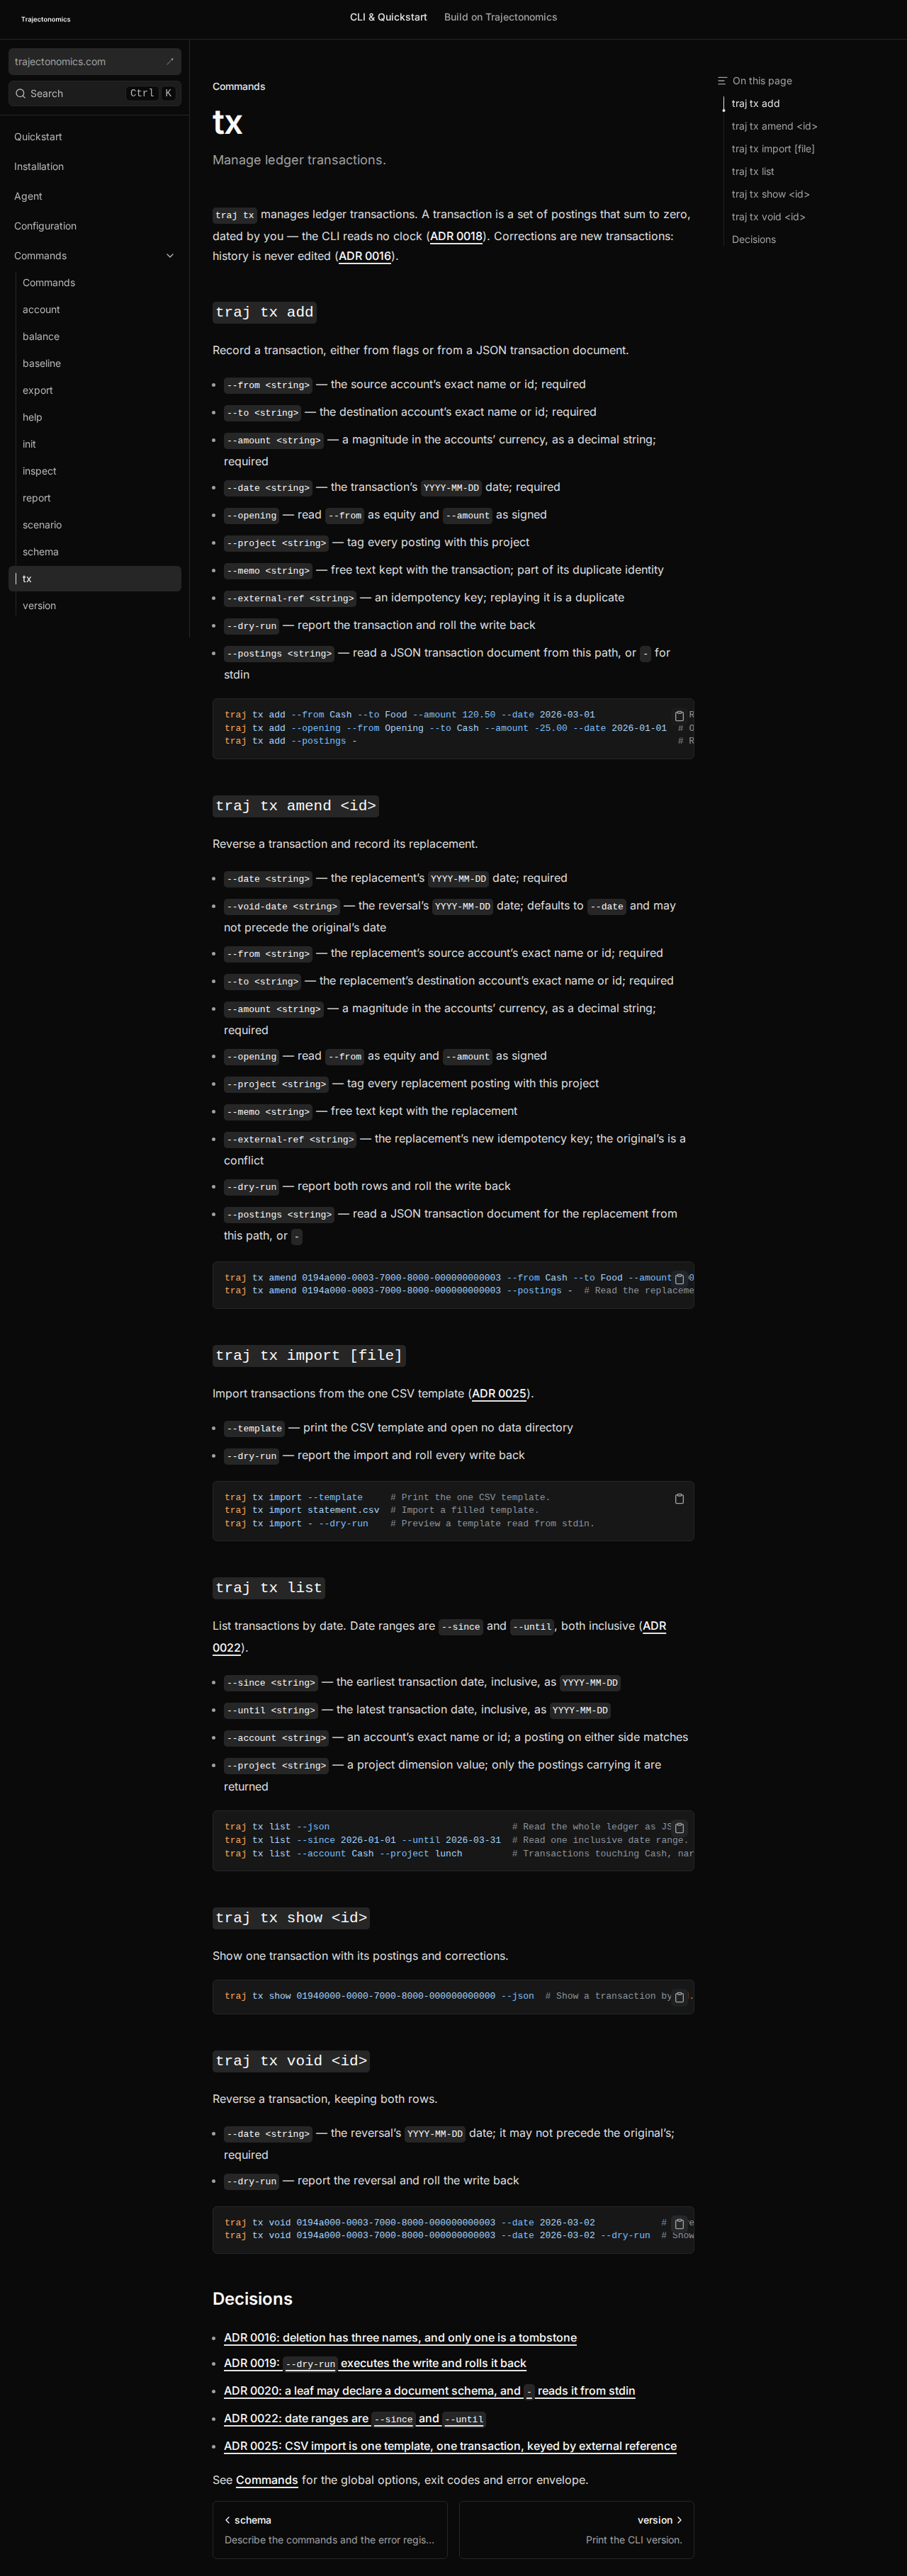 Trajectonomics
CLI & Quickstart
Build on Trajectonomics
trajectonomics.com
Search
Ctrl K
Quickstart
Installation
Agent
Configuration
Commands
Commands
account
balance
baseline
export
help
init
inspect
report
scenario
schema
tx
version
Commands
tx
Manage ledger transactions.
traj tx manages ledger transactions. A transaction is a set of postings that sum to zero,
dated by you — the CLI reads no clock (ADR 0018). Corrections are new transactions:
history is never edited (ADR 0016).
traj tx add
Record a transaction, either from flags or from a JSON transaction document.
--from <string> — the source account’s exact name or id; required
--to <string> — the destination account’s exact name or id; required
--amount <string> — a magnitude in the accounts’ currency, as a decimal string;
required
--date <string> — the transaction’s YYYY-MM-DD date; required
--opening — read --from as equity and --amount as signed
--project <string> — tag every posting with this project
--memo <string> — free text kept with the transaction; part of its duplicate identity
--external-ref <string> — an idempotency key; replaying it is a duplicate
--dry-run — report the transaction and roll the write back
--postings <string> — read a JSON transaction document from this path, or - for
stdin
traj tx add --from Cash --to Food --amount 120.50 --date 2026-03-01 R
traj tx add --opening --from Opening --to Cash --amount -25.00 --date 2026-01-01 # O
traj tx add --postings - # R
traj tx amend <id>
Reverse a transaction and record its replacement.
--date <string> — the replacement’s YYYY-MM-DD date; required
--void-date <string> — the reversal’s YYYY-MM-DD date; defaults to --date and may
not precede the original’s date
--from <string> — the replacement’s source account’s exact name or id; required
--to <string> — the replacement’s destination account’s exact name or id; required
--amount <string> — a magnitude in the accounts’ currency, as a decimal string;
required
--opening — read --from as equity and --amount as signed
--project <string> — tag every replacement posting with this project
--memo <string> — free text kept with the replacement
--external-ref <string> — the replacement’s new idempotency key; the original’s is a
conflict
--dry-run — report both rows and roll the write back
--postings <string> — read a JSON transaction document for the replacement from
this path, or -
traj tx amend 0194a000-0003-7000-8000-000000000003 --from Cash --to Food --amount
traj tx amend 0194a000-0003-7000-8000-000000000003 --postings - # Read the replaceme
traj tx import [file]
Import transactions from the one CSV template (ADR 0025).
--template — print the CSV template and open no data directory
--dry-run — report the import and roll every write back
traj tx import --template # Print the one CSV template.
traj tx import statement.csv # Import a filled template.
traj tx import - --dry-run # Preview a template read from stdin.
traj tx list
List transactions by date. Date ranges are --since and --until, both inclusive (ADR
0022).
--since <string> — the earliest transaction date, inclusive, as YYYY-MM-DD
--until <string> — the latest transaction date, inclusive, as YYYY-MM-DD
--account <string> — an account’s exact name or id; a posting on either side matches
--project <string> — a project dimension value; only the postings carrying it are
returned
traj tx list --json # Read the whole ledger as JS
traj tx list --since 2026-01-01 --until 2026-03-31 # Read one inclusive date range.
traj tx list --account Cash --project lunch # Transactions touching Cash, nar
traj tx show <id>
Show one transaction with its postings and corrections.
traj tx show 01940000-0000-7000-8000-000000000000 --json # Show a transaction by
traj tx void <id>
Reverse a transaction, keeping both rows.
--date <string> — the reversal’s YYYY-MM-DD date; it may not precede the original’s;
required
--dry-run — report the reversal and roll the write back
traj tx void 0194a000-0003-7000-8000-000000000003 --date 2026-03-02 #
traj tx void 0194a000-0003-7000-8000-000000000003 --date 2026-03-02 --dry-run # Show
Decisions
ADR 0016: deletion has three names, and only one is a tombstone
ADR 0019: --dry-run executes the write and rolls it back
ADR 0020: a leaf may declare a document schema, and - reads it from stdin
ADR 0022: date ranges are --since and --until
ADR 0025: CSV import is one template, one transaction, keyed by external reference
See Commands for the global options, exit codes and error envelope.
schema
Describe the commands and the error regis...
version
Print the CLI version.
On this page
traj tx add
traj tx amend <id>
traj tx import [file]
traj tx list
traj tx show <id>
traj tx void <id>
Decisions